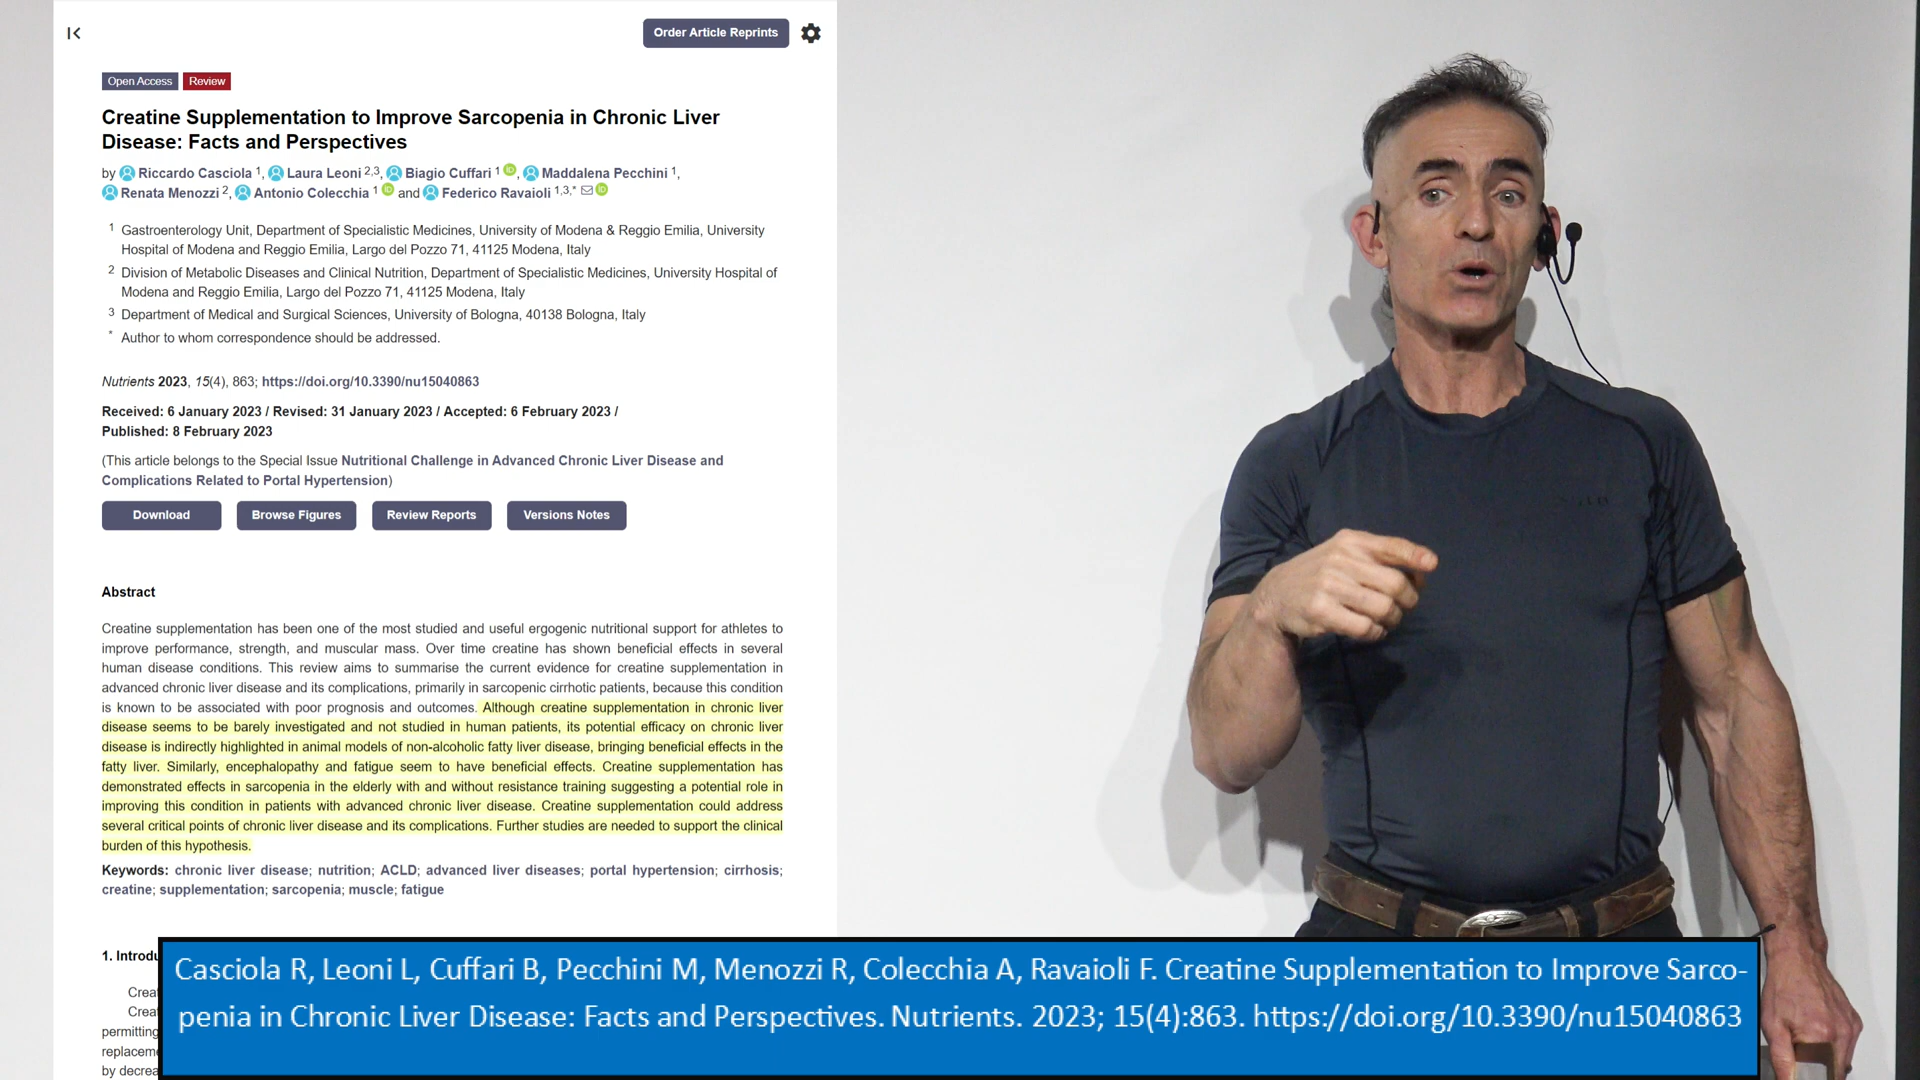 Order Article Reprints
Open Access Review
Creatine Supplementation to Improve Sarcopenia in Chronic Liver
Disease: Facts and Perspectives
by Riccardo Casciola 1, Laura Leoni 2,3, Biagio Cuffari 1 iD, Maddalena Pecchini 1,
Renata Menozzi 2, Antonio Colecchia 1 iD and Federico Ravaioli 1,3,* iD
1 Gastroenterology Unit, Department of Specialistic Medicines, University of Modena & Reggio Emilia, University
Hospital of Modena and Reggio Emilia, Largo del Pozzo 71, 41125 Modena, Italy
2 Division of Metabolic Diseases and Clinical Nutrition, Department of Specialistic Medicines, University Hospital of
Modena and Reggio Emilia, Largo del Pozzo 71, 41125 Modena, Italy
3 Department of Medical and Surgical Sciences, University of Bologna, 40138 Bologna, Italy
* Author to whom correspondence should be addressed.
Nutrients 2023, 15(4), 863; https://doi.org/10.3390/nu15040863
Received: 6 January 2023 / Revised: 31 January 2023 / Accepted: 6 February 2023 /
Published: 8 February 2023
(This article belongs to the Special Issue Nutritional Challenge in Advanced Chronic Liver Disease and
Complications Related to Portal Hypertension)
Download Browse Figures Review Reports Versions Notes
Abstract
Creatine supplementation has been one of the most studied and useful ergogenic nutritional support for athletes to
improve performance, strength, and muscular mass. Over time creatine has shown beneficial effects in several
human disease conditions. This review aims to summarise the current evidence for creatine supplementation in
advanced chronic liver disease and its complications, primarily in sarcopenic cirrhotic patients, because this condition
is known to be associated with poor prognosis and outcomes. Although creatine supplementation in chronic liver
disease seems to be barely investigated and not studied in human patients, its potential efficacy on chronic liver
disease is indirectly highlighted in animal models of non-alcoholic fatty liver disease, bringing beneficial effects in the
fatty liver. Similarly, encephalopathy and fatigue seem to have beneficial effects. Creatine supplementation has
demonstrated effects in sarcopenia in the elderly with and without resistance training suggesting a potential role in
improving this condition in patients with advanced chronic liver disease. Creatine supplementation could address
several critical points of chronic liver disease and its complications. Further studies are needed to support the clinical
burden of this hypothesis.
Keywords: chronic liver disease; nutrition; ACLD; advanced liver diseases; portal hypertension; cirrhosis;
creatine; supplementation; sarcopenia; muscle; fatigue
1. Introdu
Creat
Creat
permitting
replaceme
by decrea
Casciola R, Leoni L, Cuffari B, Pecchini M, Menozzi R, Colecchia A, Ravaioli F. Creatine Supplementation to Improve Sarco-
penia in Chronic Liver Disease: Facts and Perspectives. Nutrients. 2023; 15(4):863. https://doi.org/10.3390/nu15040863